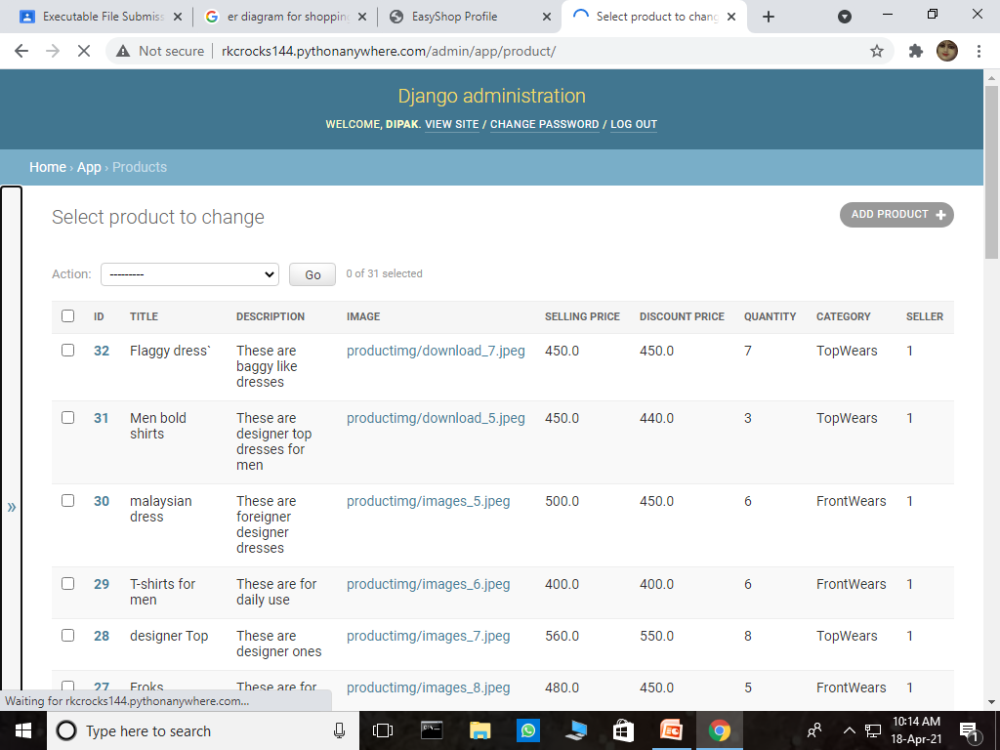 Executable File Submiss
er diagram for shopping
EasyShop Profile
Select product to chang
Not secure
rkcrocks144.pythonanywhere.com/admin/app/product/
Django administration
WELCOME, DIPAK. VIEW SITE / CHANGE PASSWORD / LOG OUT
Home › App › Products
»
Select product to change
ADD PRODUCT +
Action: --------- Go 0 of 31 selected
ID TITLE DESCRIPTION IMAGE SELLING PRICE DISCOUNT PRICE QUANTITY CATEGORY SELLER
32 Flaggy dress` These are productimg/download_7.jpeg 450.0 450.0 7 TopWears 1
baggy like
dresses
31 Men bold These are productimg/download_5.jpeg 450.0 440.0 3 TopWears 1
shirts designer top
dresses for
men
30 malaysian These are productimg/images_5.jpeg 500.0 450.0 6 FrontWears 1
dress foreigner
designer
dresses
29 T-shirts for These are for productimg/images_6.jpeg 400.0 400.0 6 FrontWears 1
men daily use
28 designer Top These are productimg/images_7.jpeg 560.0 550.0 8 TopWears 1
designer ones
27 Froks These are for productimg/images_8.jpeg 480.0 450.0 5 FrontWears 1
Waiting for rkcrocks144.pythonanywhere.com...
Type here to search
10:14 AM
18-Apr-21
1